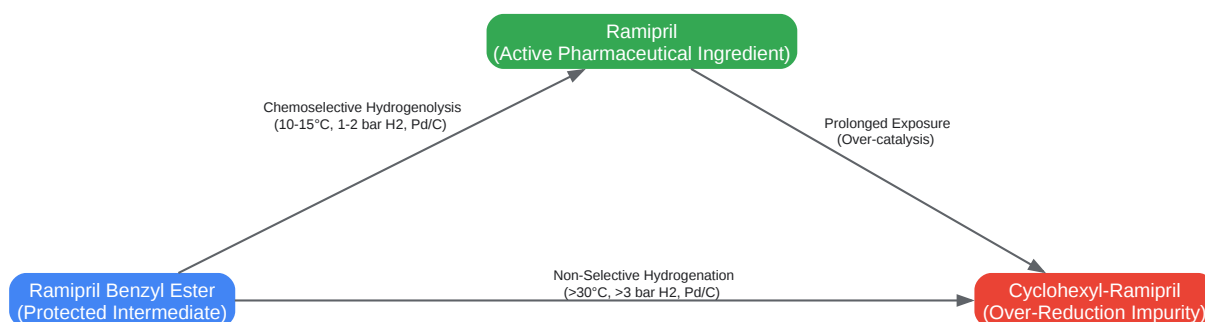 Ramipril
(Active Pharmaceutical Ingredient)
Chemoselective Hydrogenolysis
(10-15°C, 1-2 bar H2, Pd/C)
Prolonged Exposure
(Over-catalysis)
Non-Selective Hydrogenation
(>30°C, >3 bar H2, Pd/C)
Ramipril Benzyl Ester
(Protected Intermediate)
Cyclohexyl-Ramipril
(Over-Reduction Impurity)